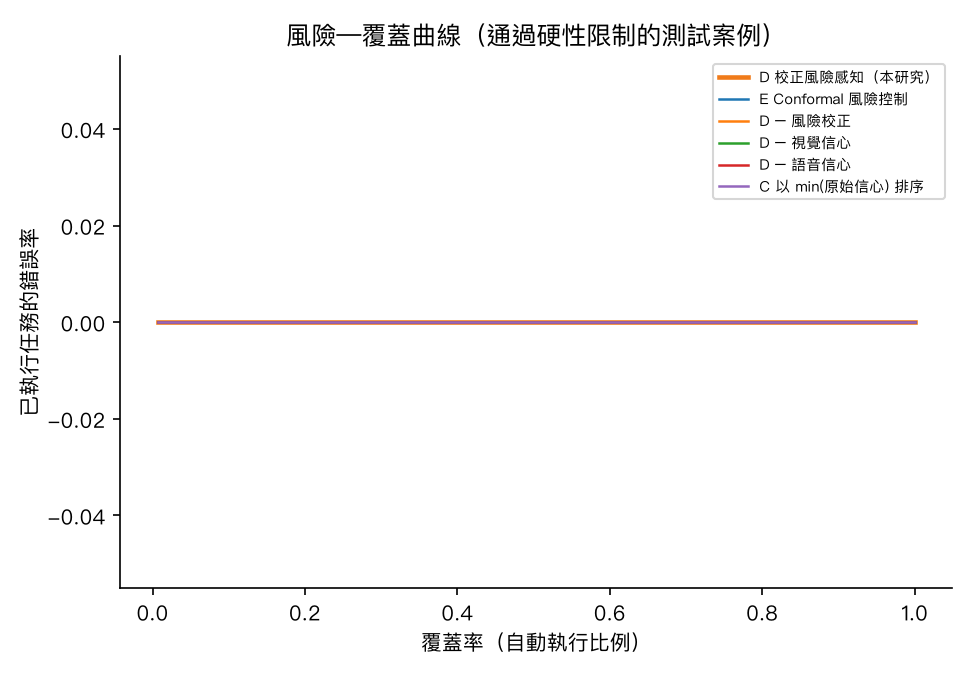 風險—覆蓋曲線（通過硬性限制的測試案例）
D 校正風險感知（本研究）
E Conformal 風險控制
D − 風險校正
D − 視覺信心
D − 語音信心
C 以 min(原始信心) 排序
已執行任務的錯誤率
0.04
0.02
0.00
−0.02
−0.04
0.0 0.2 0.4 0.6 0.8 1.0
覆蓋率（自動執行比例）